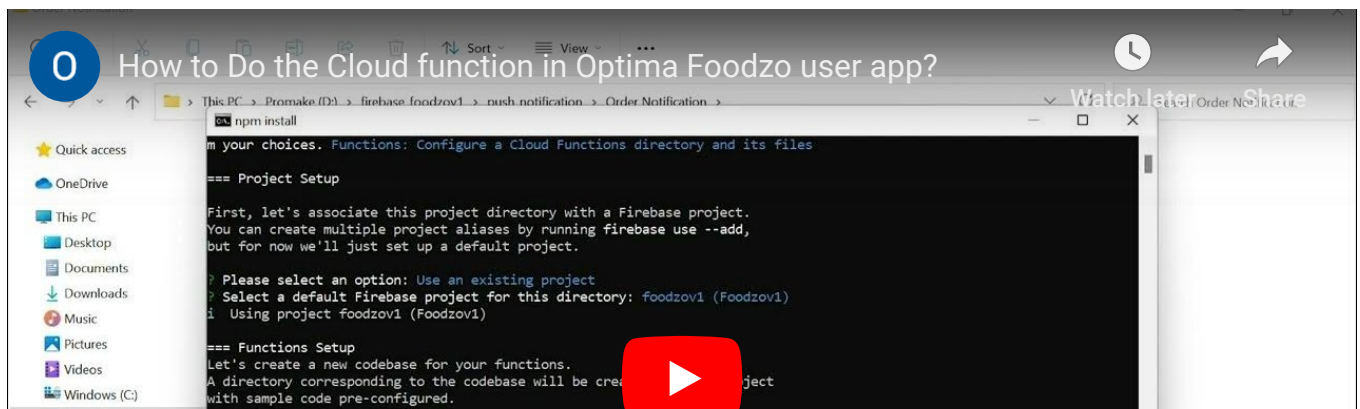 O
How to Do the Cloud function in Optima Foodzo user app?
Watch later
Share
Sort
View
This PC > Promake (D:) > firebase foodzov1 > push notification > Order Notification >
npm install
Quick access
OneDrive
This PC
Desktop
Documents
Downloads
Music
Pictures
Videos
Windows (C:)
m your choices. Functions: Configure a Cloud Functions directory and its files
=== Project Setup
First, let's associate this project directory with a Firebase project.
You can create multiple project aliases by running firebase use --add,
but for now we'll just set up a default project.
? Please select an option: Use an existing project
? Select a default Firebase project for this directory: foodzov1 (Foodzov1)
i Using project foodzov1 (Foodzov1)
=== Functions Setup
Let's create a new codebase for your functions.
A directory corresponding to the codebase will be crea ject
with sample code pre-configured.